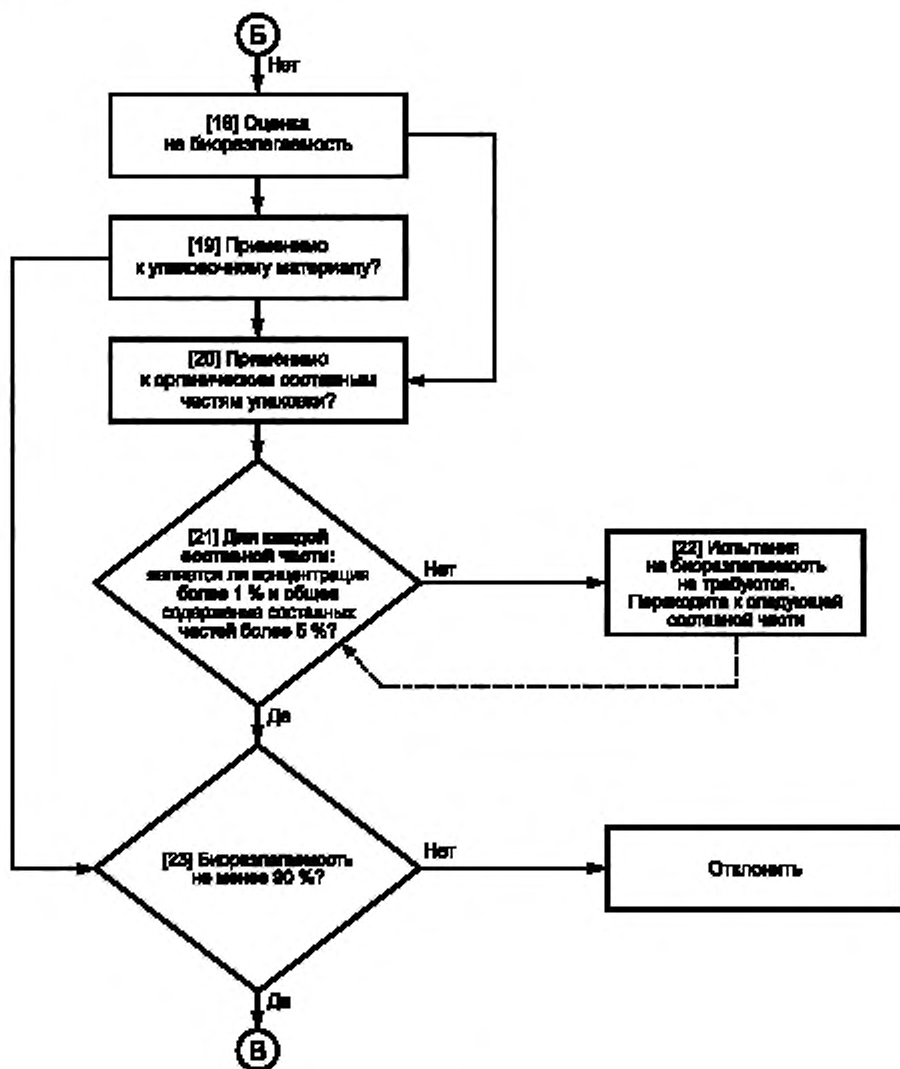 Б
Нет
[18] Оценка
на биоразлагаемость
[19] Применимо
к упаковочному материалу?
[20] Применимо
к органическим составным
частям упаковки?
[21] Для каждой
составной части:
является ли концентрация
более 1 % и общее
содержание составных
частей более 5 %?
Нет
[22] Испытания
на биоразлагаемость
не требуются.
Переходите к следующей
составной части
Да
[23] Биоразлагаемость
не менее 90 %?
Нет
Отклонить
Да
В